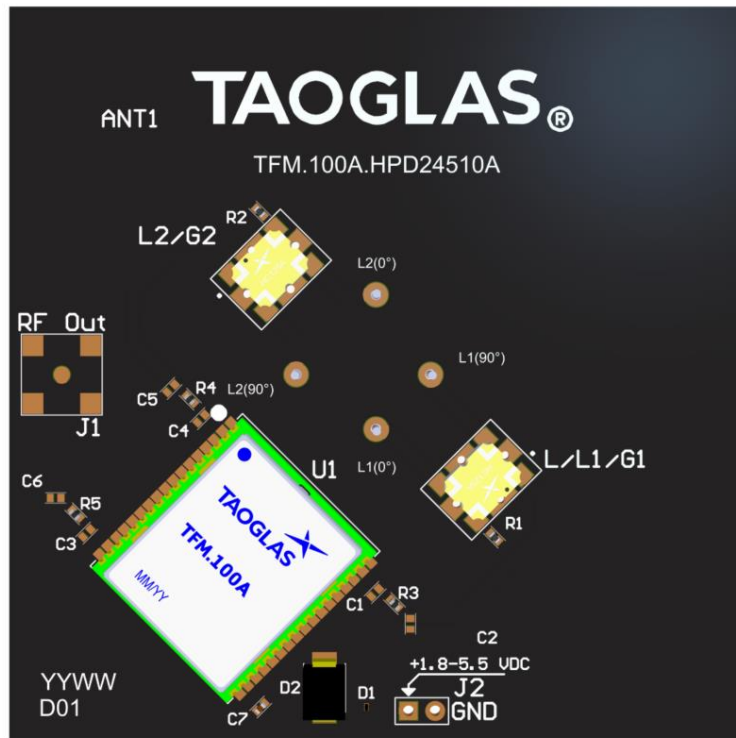 TAOGLAS®
ANT1
TFM.100A.HPD24510A
R2
L2/G2
L2(0°)
RF Out
J1
L1(90°)
L2(90°)
C5
R4
C4
L1(0°)
L/L1/G1
U1
C6
R5
C3
TAOGLAS
TFM.100A
MM/YY
R1
C1
R3
C2
+1.8-5.5 VDC
YYWW
D01
D2
D1
J2
GND
C7